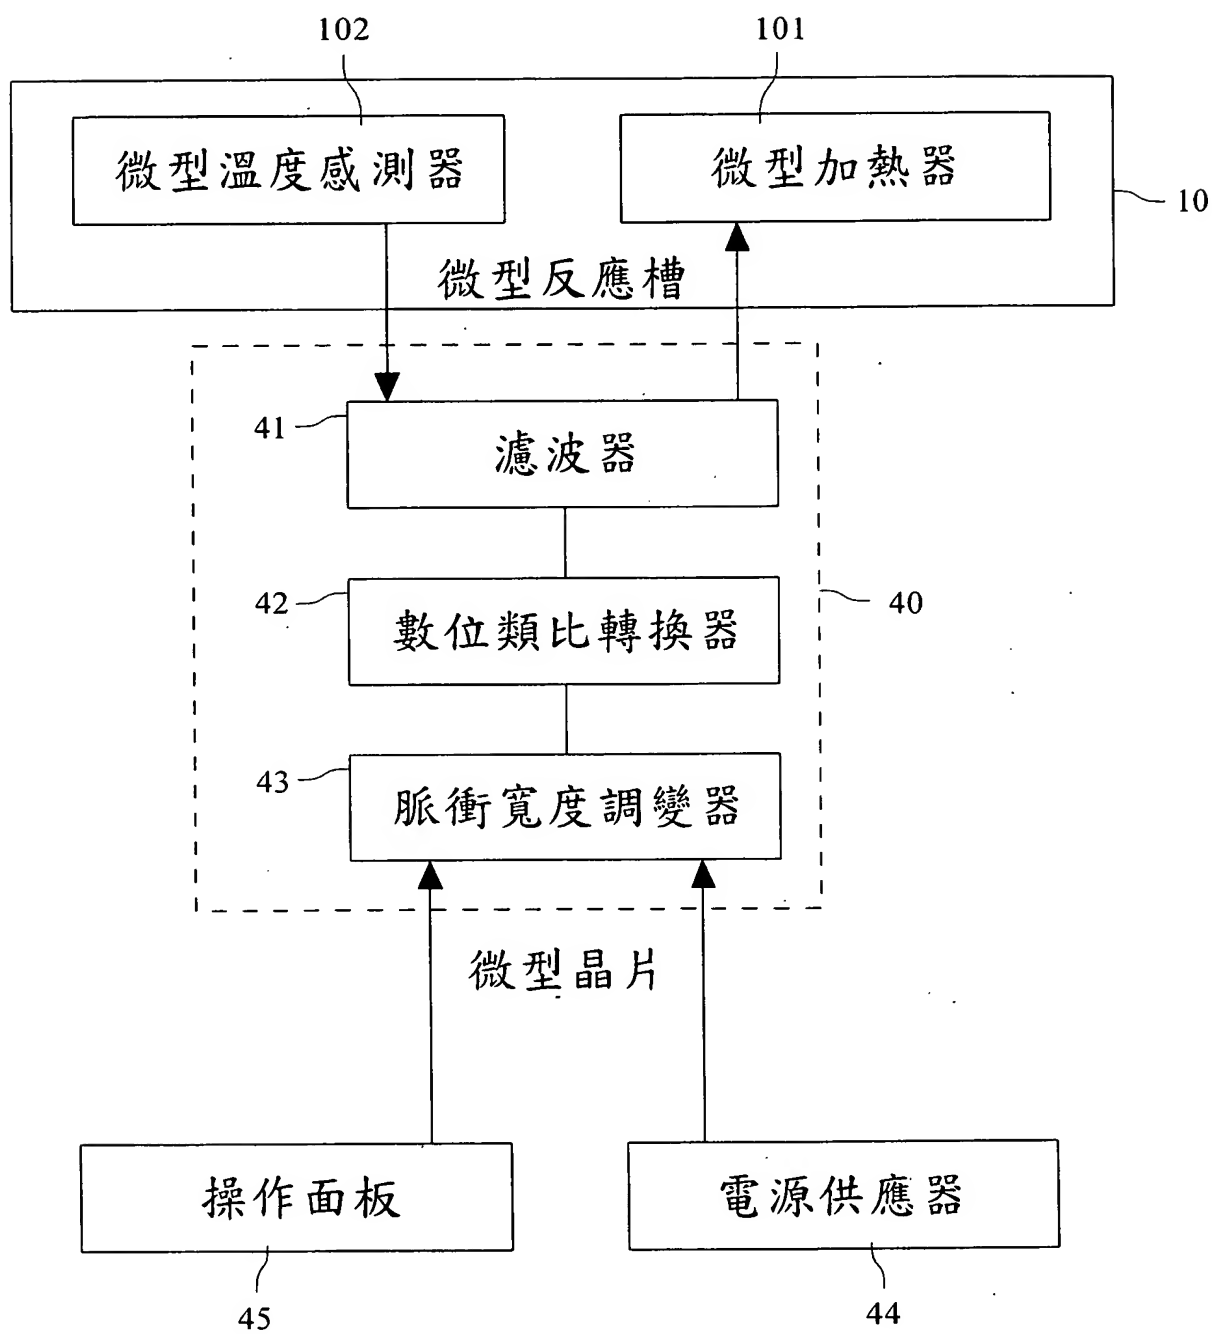 102
101
微型溫度感測器
微型加熱器
10
微型反應槽
41
濾波器
42
數位類比轉換器
40
43
脈衝寬度調變器
微型晶片
操作面板
電源供應器
45
44